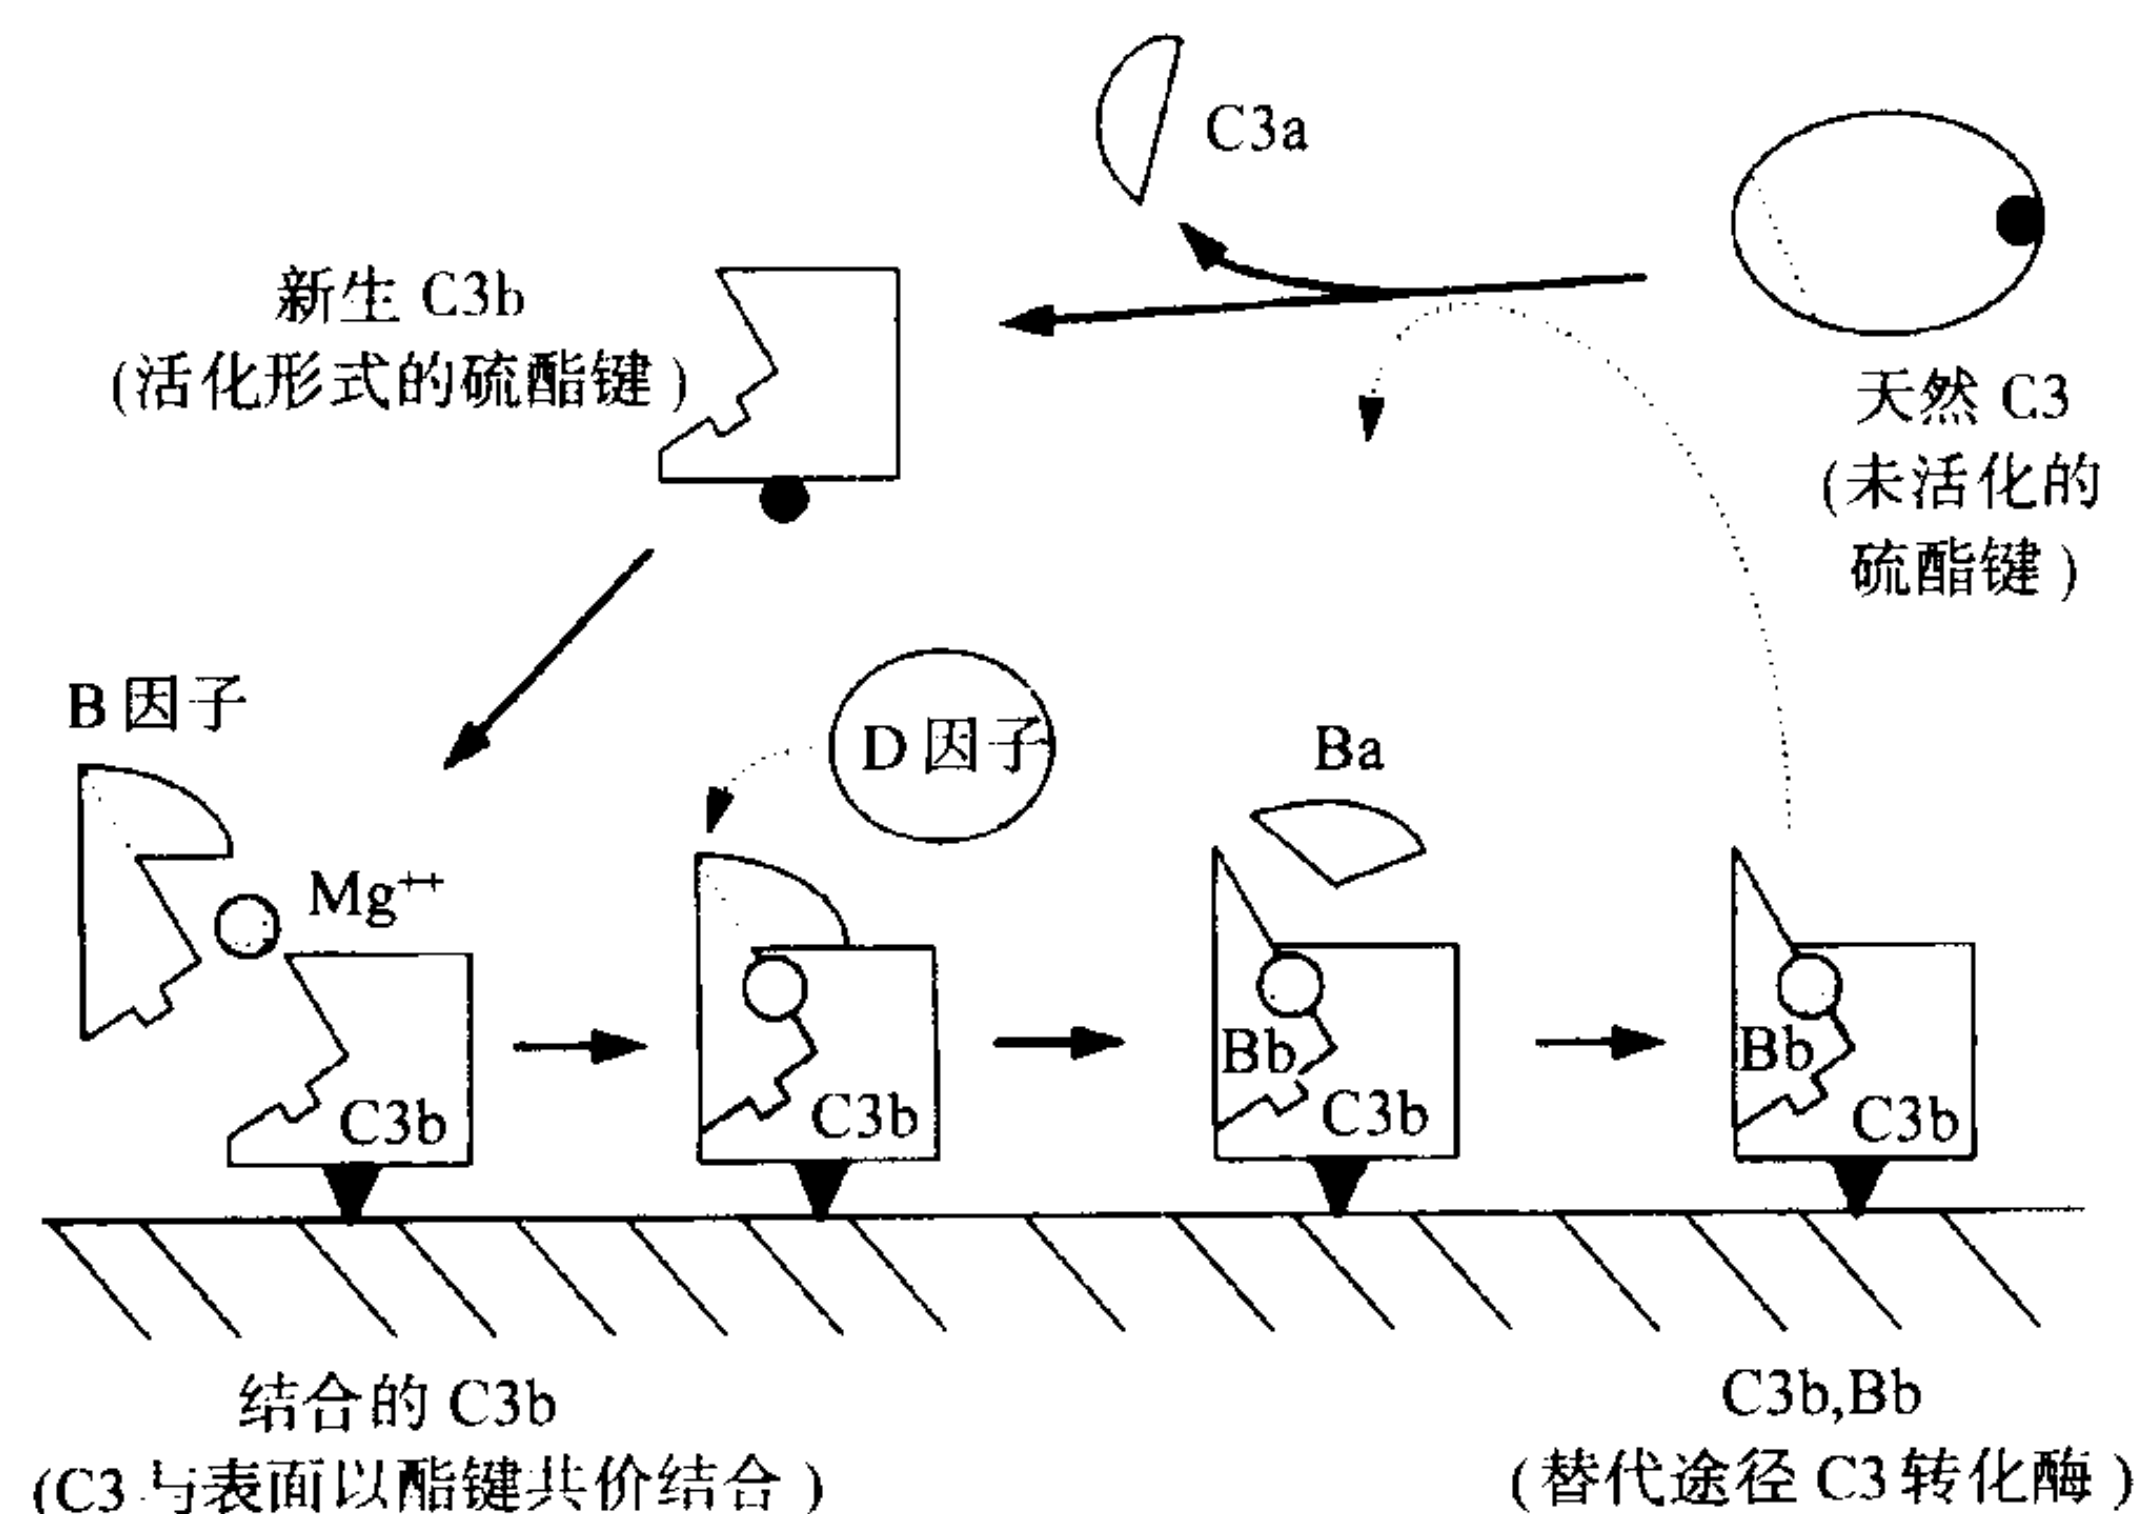 C3a
新生 C3b
(活化形式的硫酯键)
天然 C3
(未活化的
硫酯键)
B 因子
D 因子
Ba
Mg⁺⁺
Bb
Bb
C3b
C3b
C3b
C3b
结合的 C3b
(C3 与表面以酯键共价结合)
C3b,Bb
(替代途径 C3 转化酶)